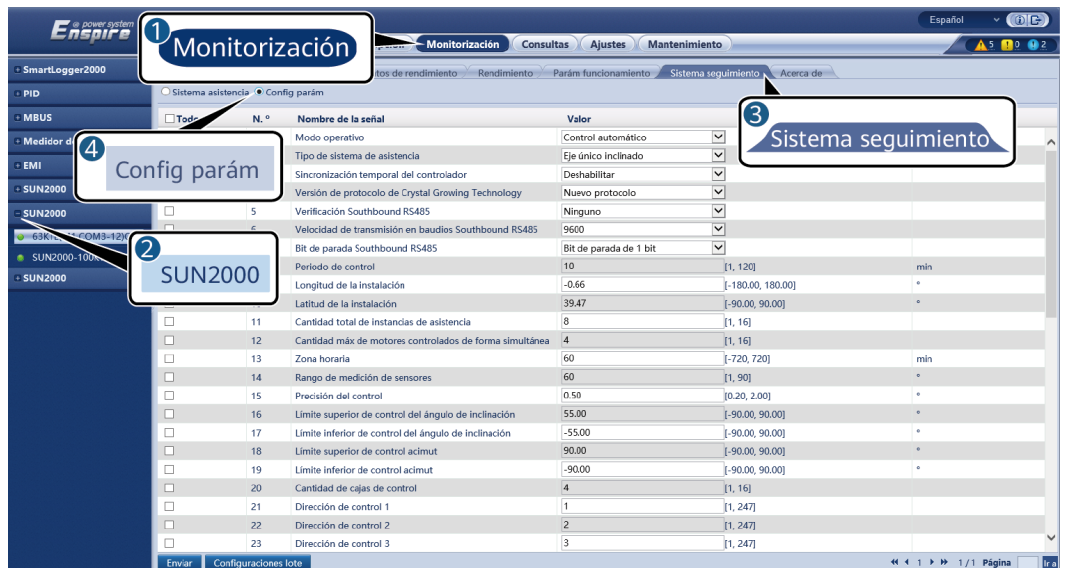 e power system
Enspire
Español
1
Monitorización
Monitorización Consultas Ajustes Mantenimiento
5 0 2
SmartLogger2000
PID
MBUS
Medidor d
EMI
SUN2000
SUN2000
SUN2000-100K
SUN2000
de rendimiento Rendimiento Parám funcionamiento Sistema seguimiento Acerca de
Sistema asistencia Config parám
2
SUN2000
3
Sistema seguimiento
4
Config parám
Todo N. º Nombre de la señal Valor
Modo operativo Control automático
Tipo de sistema de asistencia Eje único inclinado
Sincronización temporal del controlador Deshabilitar
Versión de protocolo de Crystal Growing Technology Nuevo protocolo
5 Verificación Southbound RS485 Ninguno
6 Velocidad de transmisión en baudios Southbound RS485 9600
Bit de parada Southbound RS485 Bit de parada de 1 bit
Periodo de control 10 [1, 120] min
Longitud de la instalación -0.66 [-180.00, 180.00] °
Latitud de la instalación 39.47 [-90.00, 90.00] °
11 Cantidad total de instancias de asistencia 8 [1, 16]
12 Cantidad máx de motores controlados de forma simultánea 4 [1, 16]
13 Zona horaria 60 [-720, 720] min
14 Rango de medición de sensores 60 [1, 90] °
15 Precisión del control 0.50 [0.20, 2.00] °
16 Límite superior de control del ángulo de inclinación 55.00 [-90.00, 90.00] °
17 Límite inferior de control del ángulo de inclinación -55.00 [-90.00, 90.00] °
18 Límite superior de control acimut 90.00 [-90.00, 90.00] °
19 Límite inferior de control acimut -90.00 [-90.00, 90.00] °
20 Cantidad de cajas de control 4 [1, 16]
21 Dirección de control 1 1 [1, 247]
22 Dirección de control 2 2 [1, 247]
23 Dirección de control 3 3 [1, 247]
Enviar Configuraciones lote 1 1/1 Página Ir a